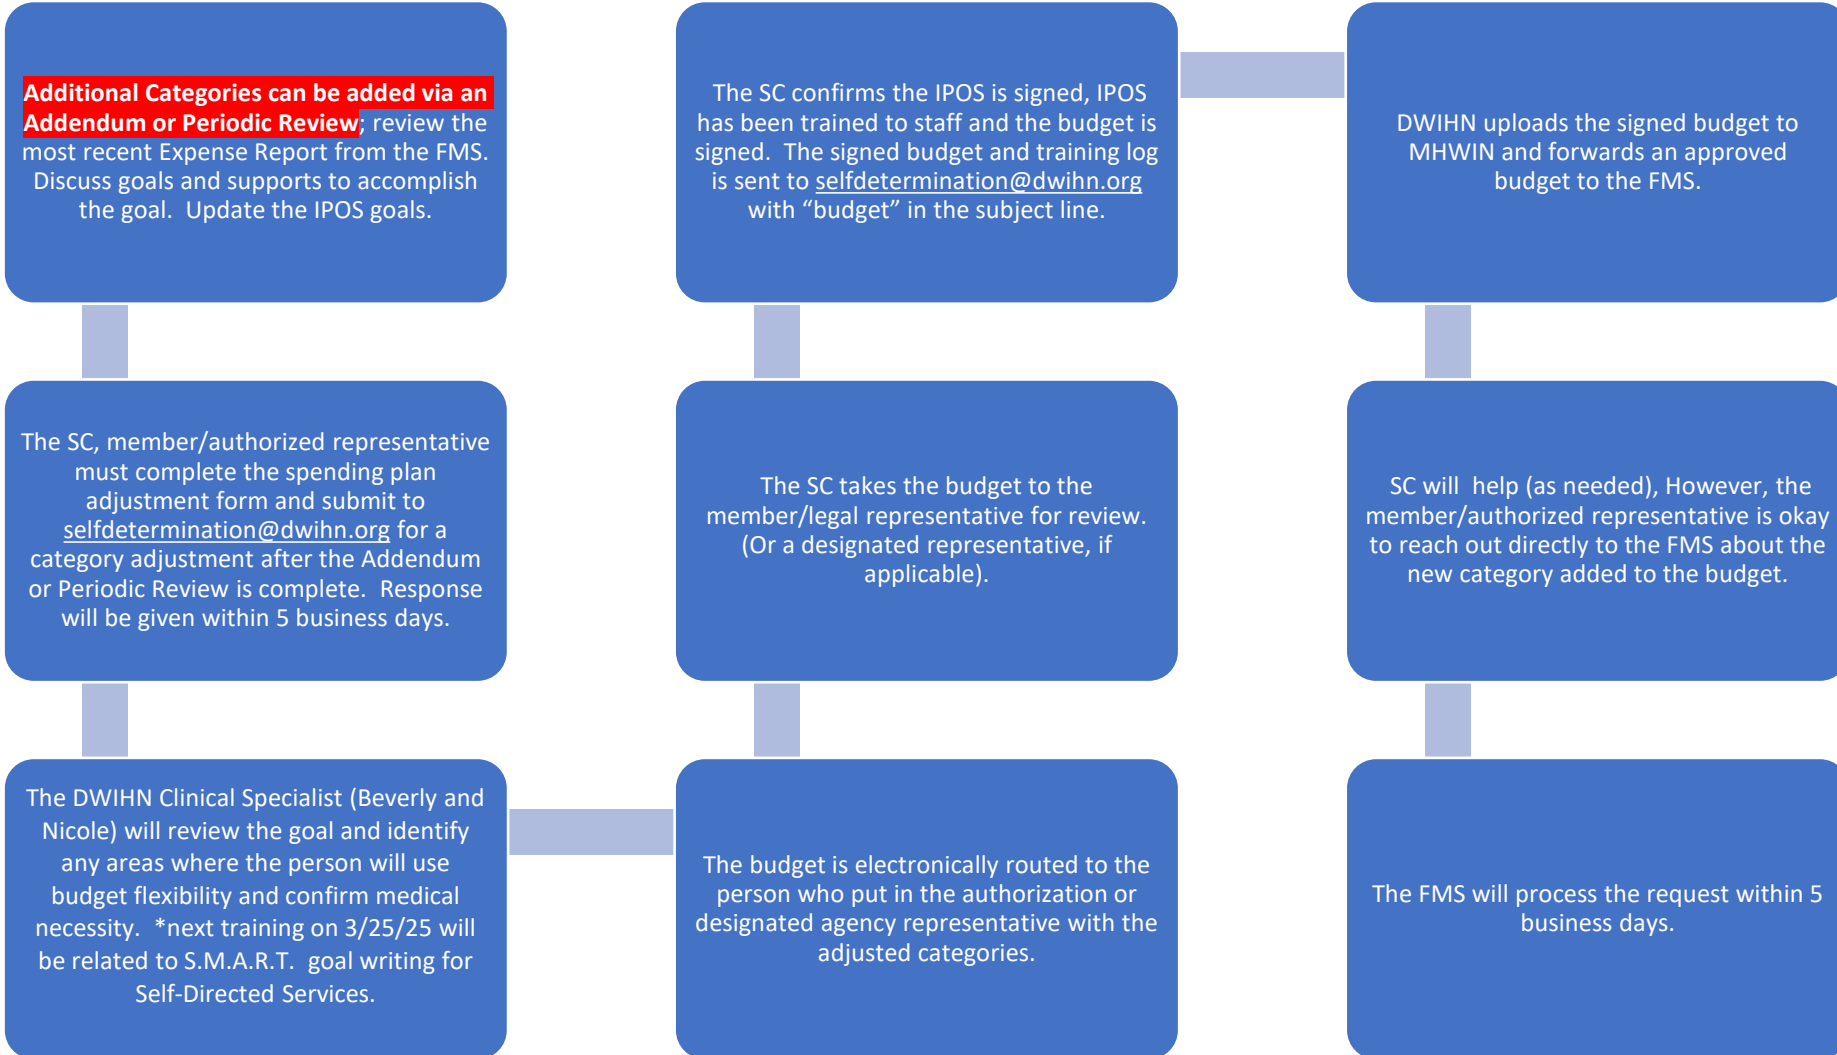 Additional Categories can be added via an
Addendum or Periodic Review; review the
most recent Expense Report from the FMS.
Discuss goals and supports to accomplish
the goal.  Update the IPOS goals.
The SC, member/authorized representative
must complete the spending plan
adjustment form and submit to
selfdetermination@dwihn.org for a
category adjustment after the Addendum
or Periodic Review is complete.  Response
will be given within 5 business days.
The DWIHN Clinical Specialist (Beverly and
Nicole) will review the goal and identify
any areas where the person will use
budget flexibility and confirm medical
necessity.  *next training on 3/25/25 will
be related to S.M.A.R.T.  goal writing for
Self-Directed Services.
The budget is electronically routed to the
person who put in the authorization or
designated agency representative with the
adjusted categories.
The SC takes the budget to the
member/legal representative for review.
(Or a designated representative, if
applicable).
The SC confirms the IPOS is signed, IPOS
has been trained to staff and the budget is
signed.  The signed budget and training log
is sent to selfdetermination@dwihn.org
with “budget” in the subject line.
DWIHN uploads the signed budget to
MHWIN and forwards an approved
budget to the FMS.
SC will  help (as needed), However, the
member/authorized representative is okay
to reach out directly to the FMS about the
new category added to the budget.
The FMS will process the request within 5
business days.